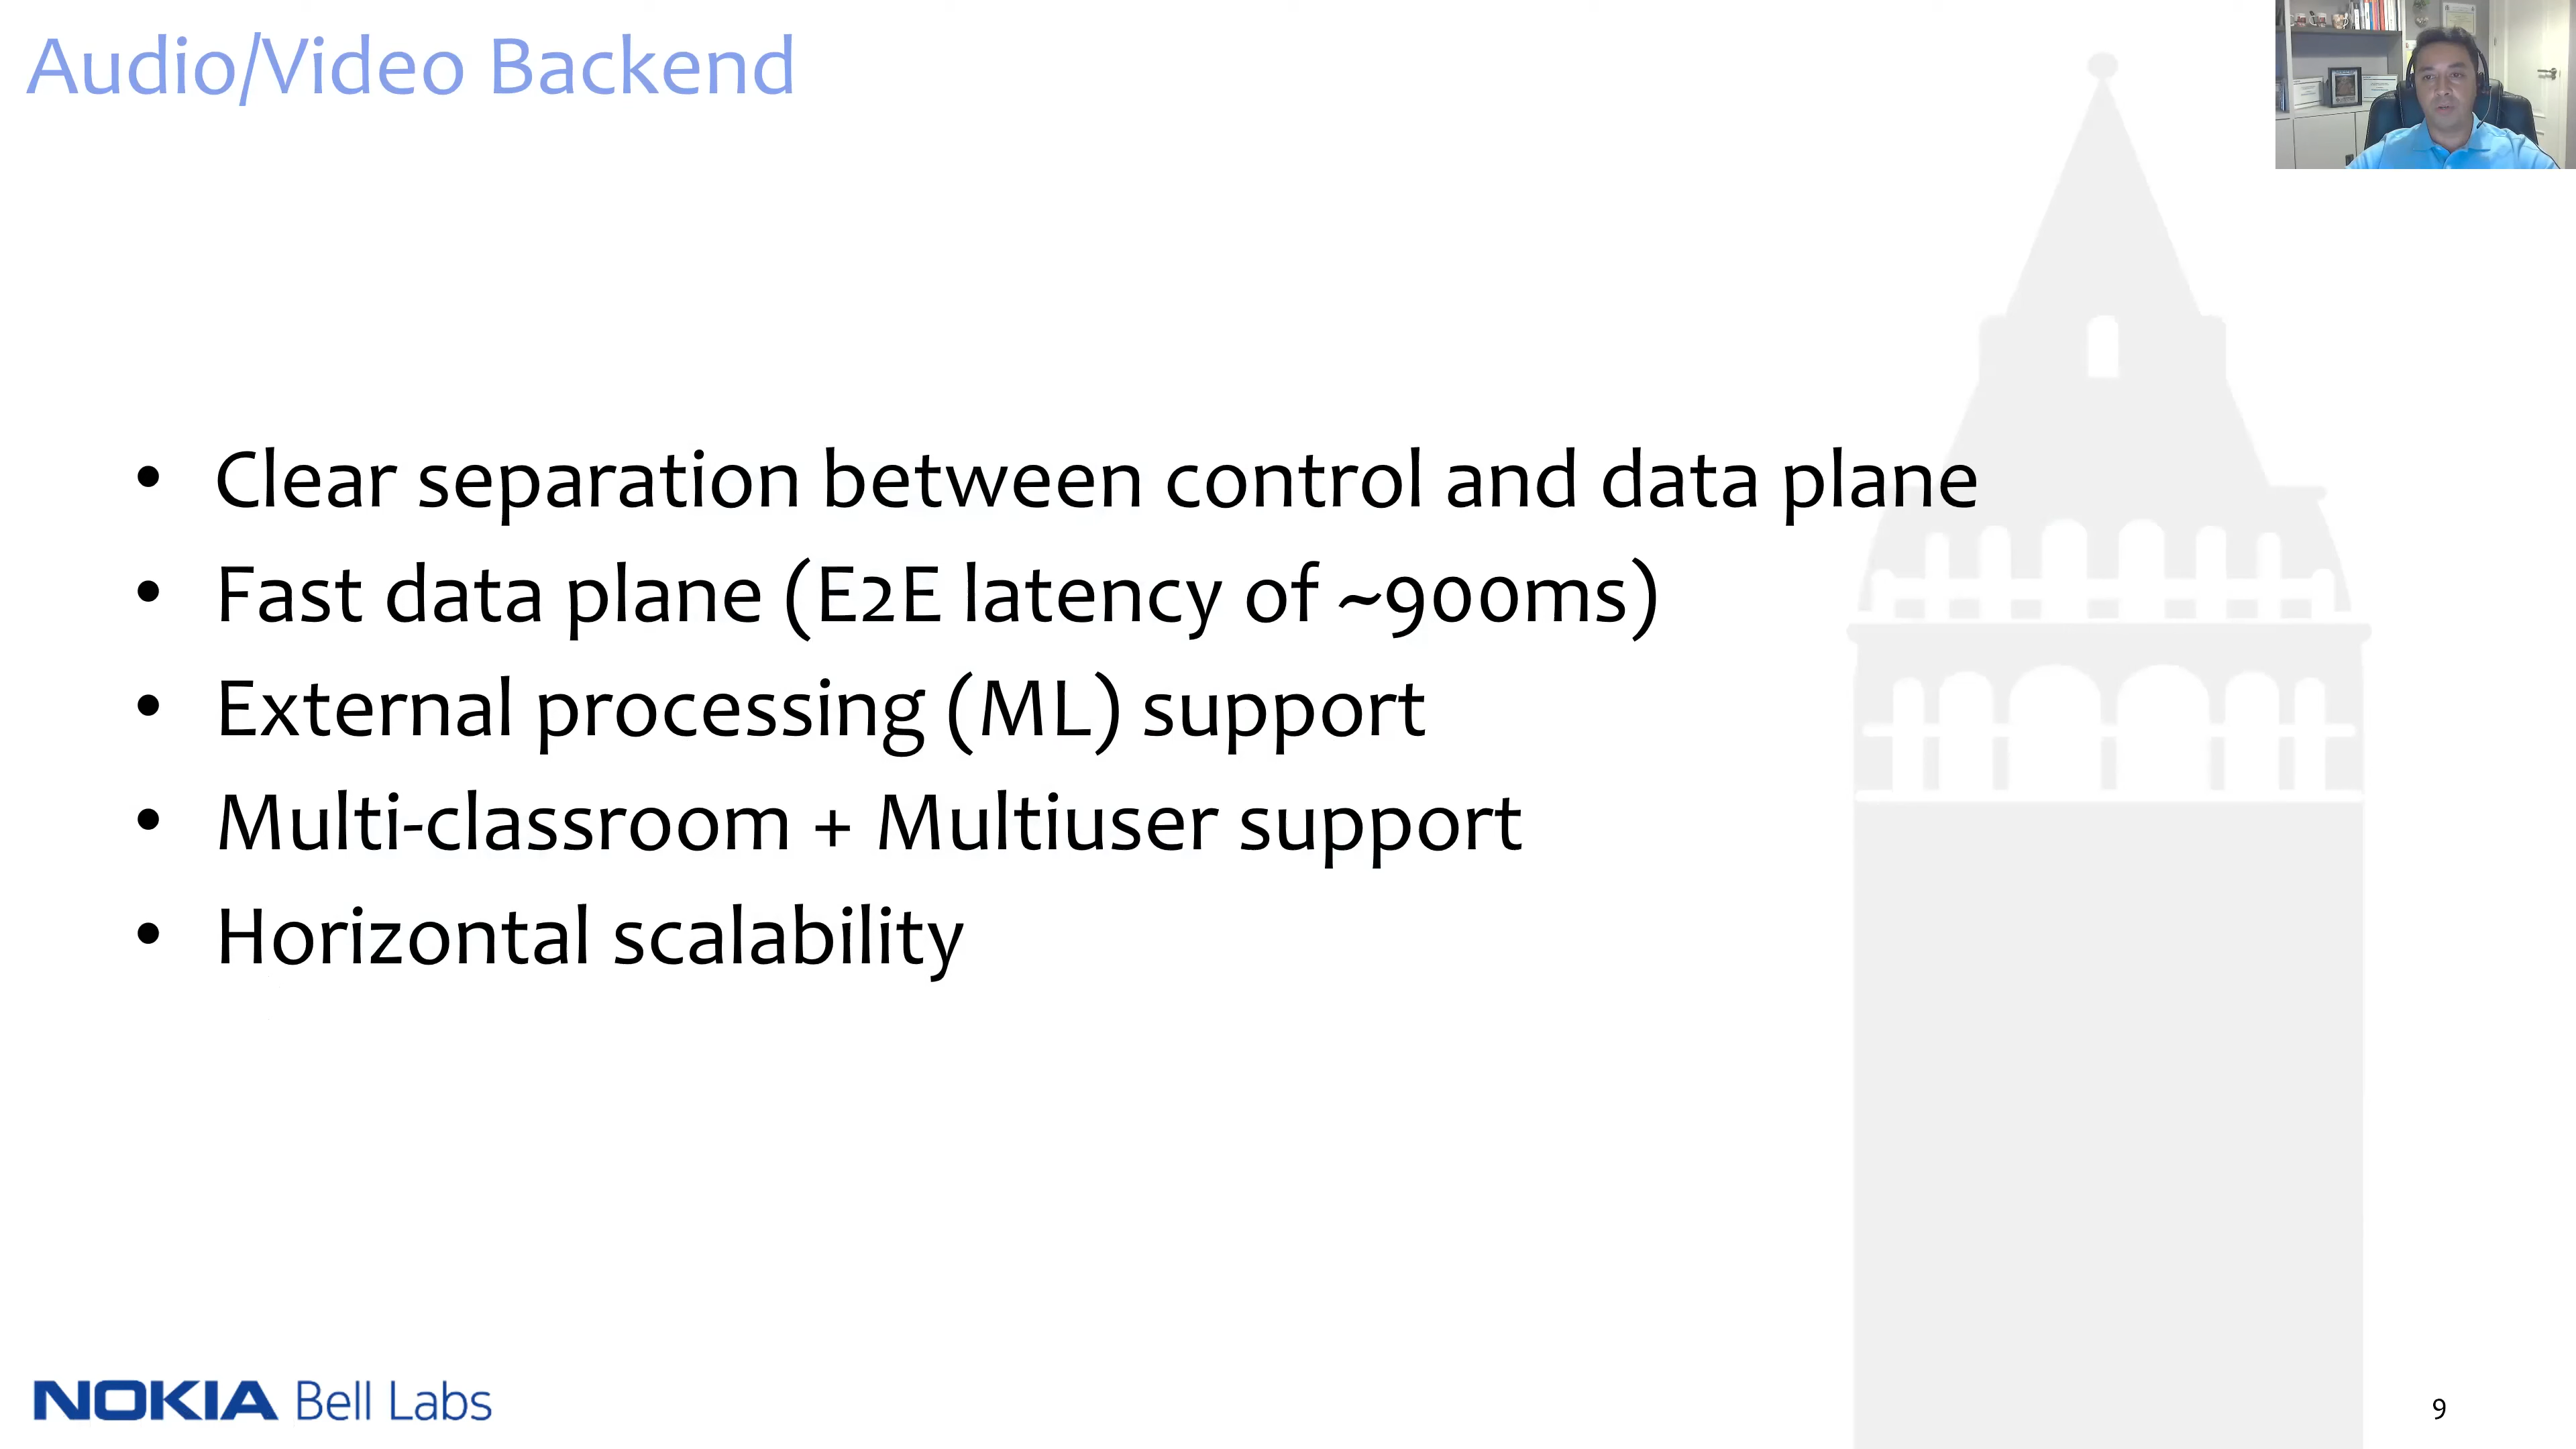 Audio/Video Backend
• Clear separation between control and data plane
• Fast data plane (E2E latency of ~900ms)
• External processing (ML) support
• Multi-classroom + Multiuser support
• Horizontal scalability
NOKIA Bell Labs
9